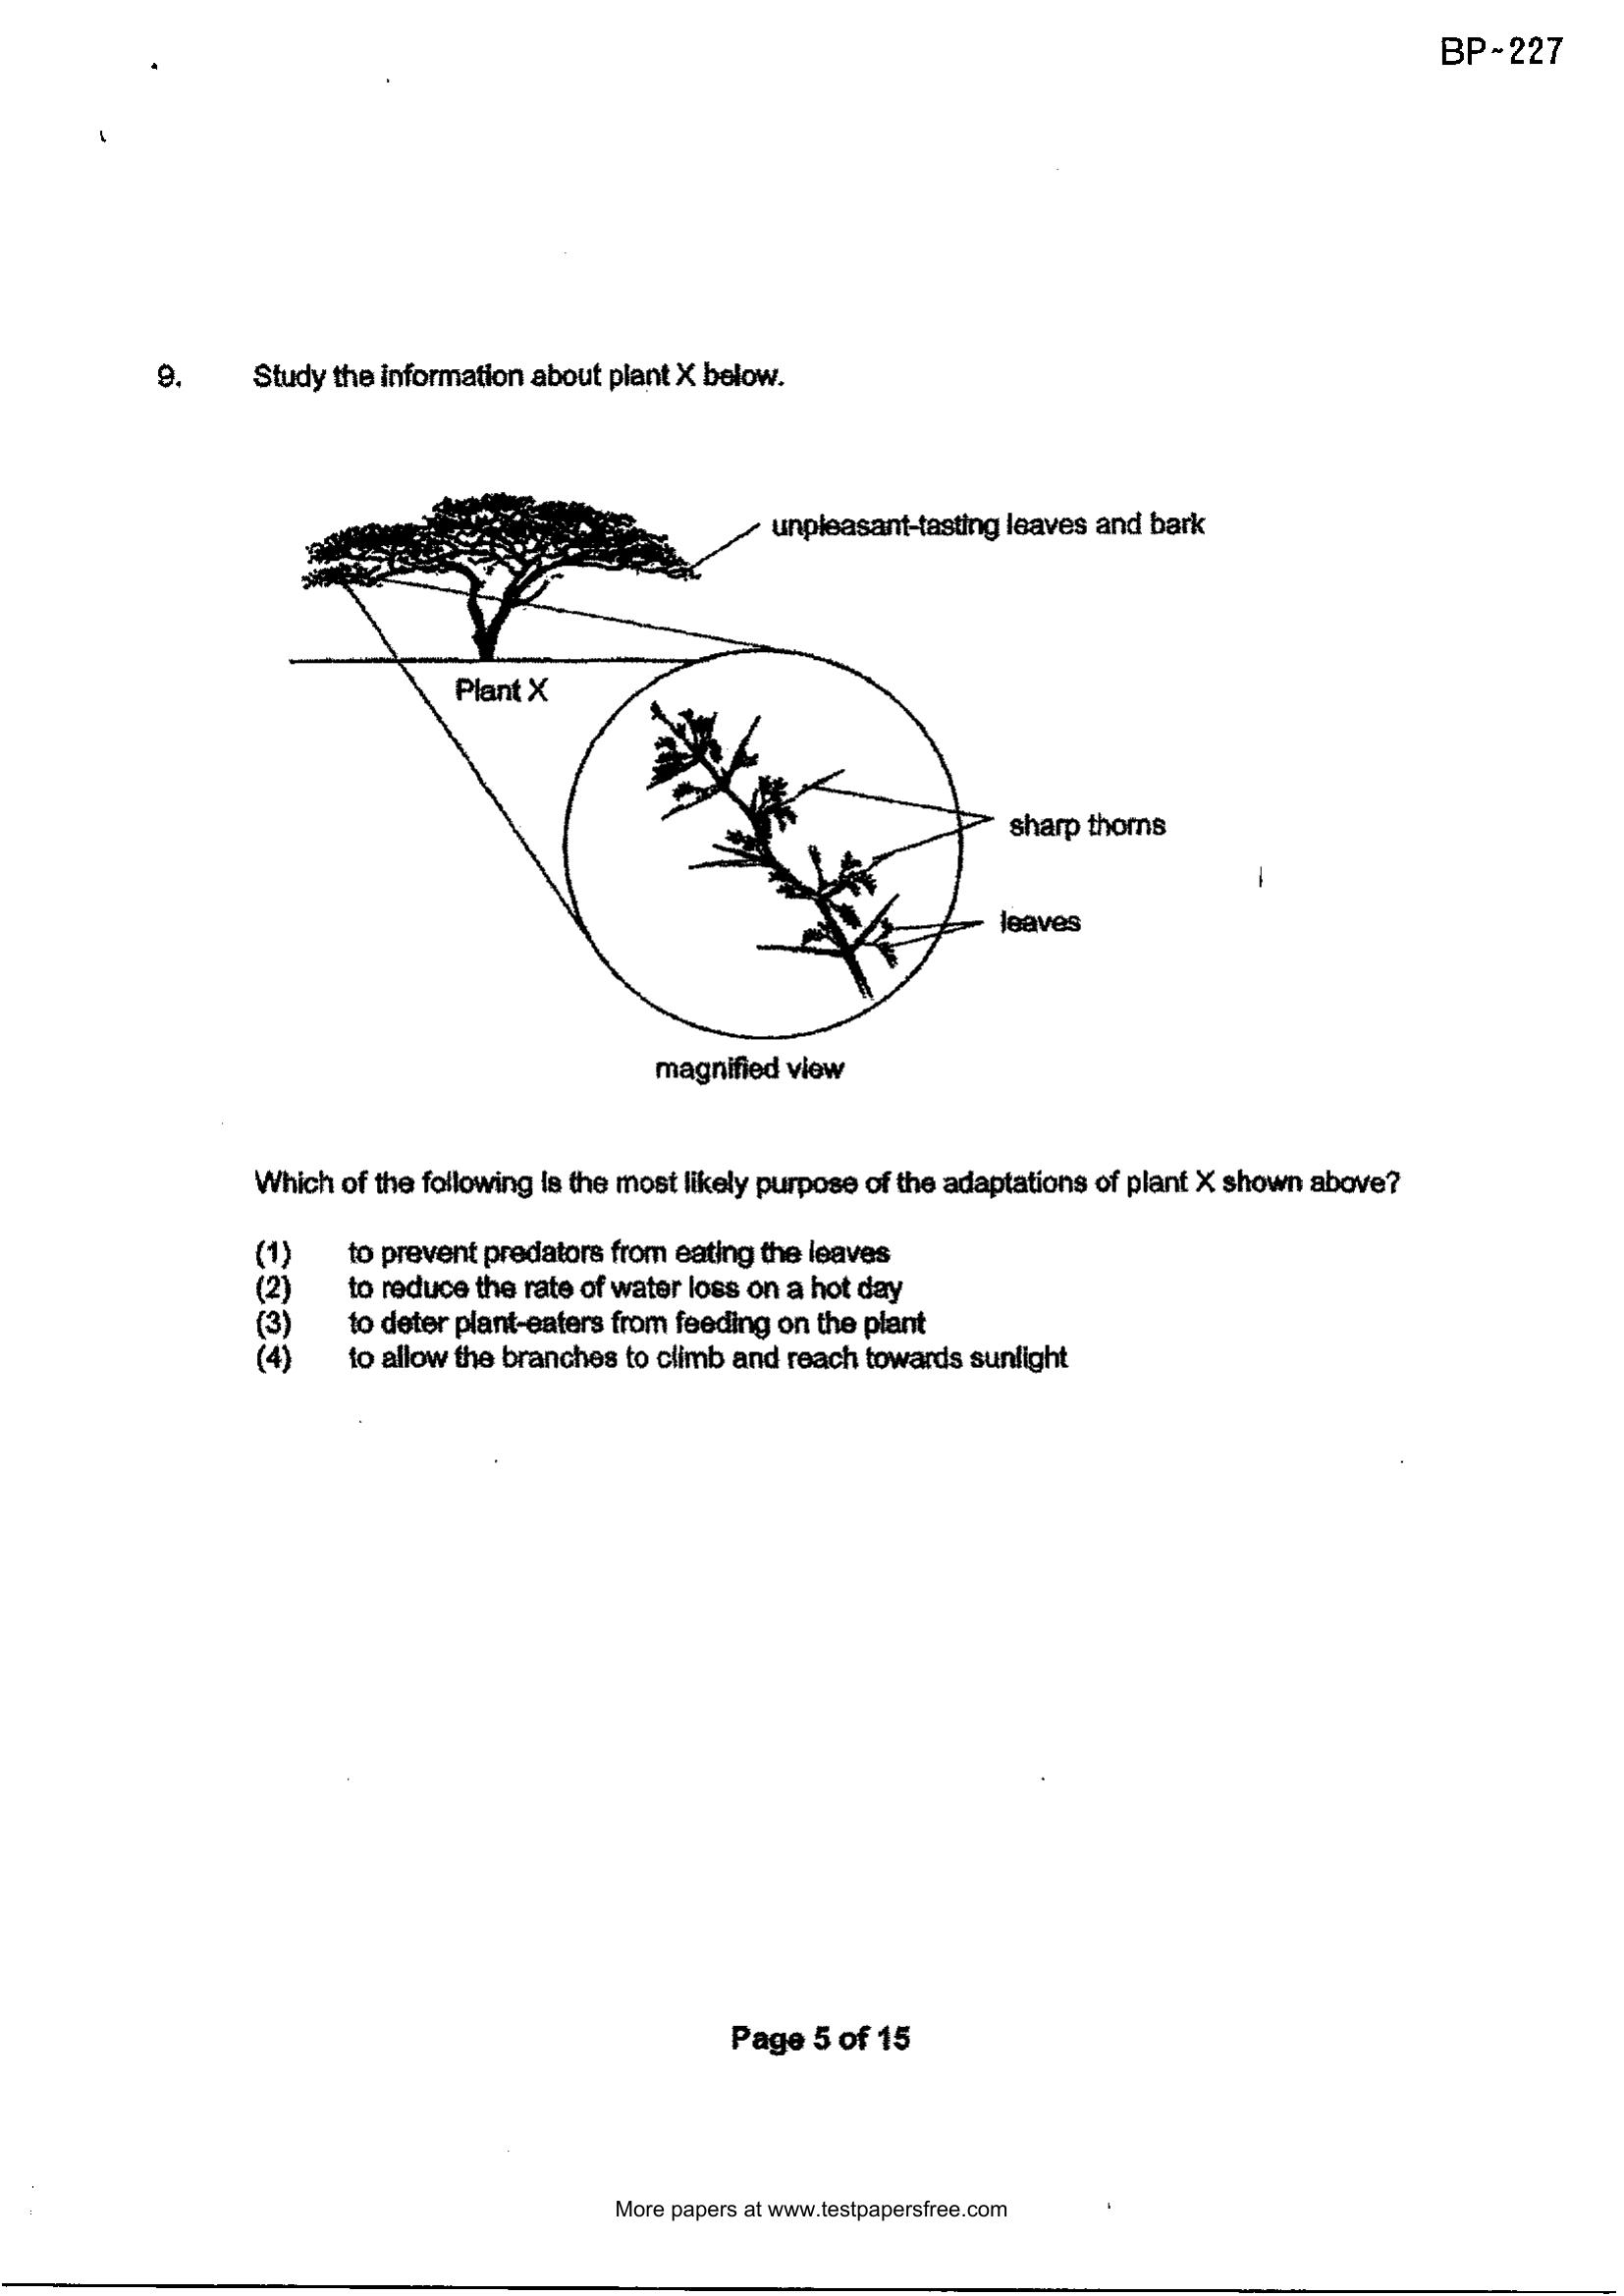 BP~227
9. Study the information about plant X below.
unpleasant-tasting leaves and bark
Plant X
sharp thorns
leaves
magnified view
Which of the following is the most likely purpose of the adaptations of plant X shown above?
(1) to prevent predators from eating the leaves
(2) to reduce the rate of water loss on a hot day
(3) to deter plant-eaters from feeding on the plant
(4) to allow the branches to climb and reach towards sunlight
Page 5 of 15
More papers at www.testpapersfree.com